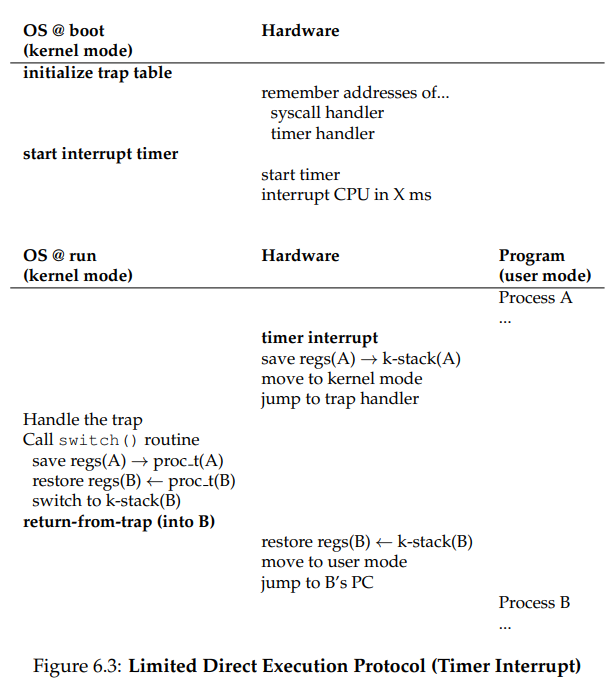 OS @ boot Hardware
(kernel mode)
initialize trap table
remember addresses of...
syscall handler
timer handler
start interrupt timer
start timer
interrupt CPU in X ms
OS @ run Hardware Program
(kernel mode) (user mode)
Process A
...
timer interrupt
save regs(A) → k-stack(A)
move to kernel mode
jump to trap handler
Handle the trap
Call switch() routine
save regs(A) → proc_t(A)
restore regs(B) ← proc_t(B)
switch to k-stack(B)
return-from-trap (into B)
restore regs(B) ← k-stack(B)
move to user mode
jump to B's PC
Process B
...
Figure 6.3: Limited Direct Execution Protocol (Timer Interrupt)